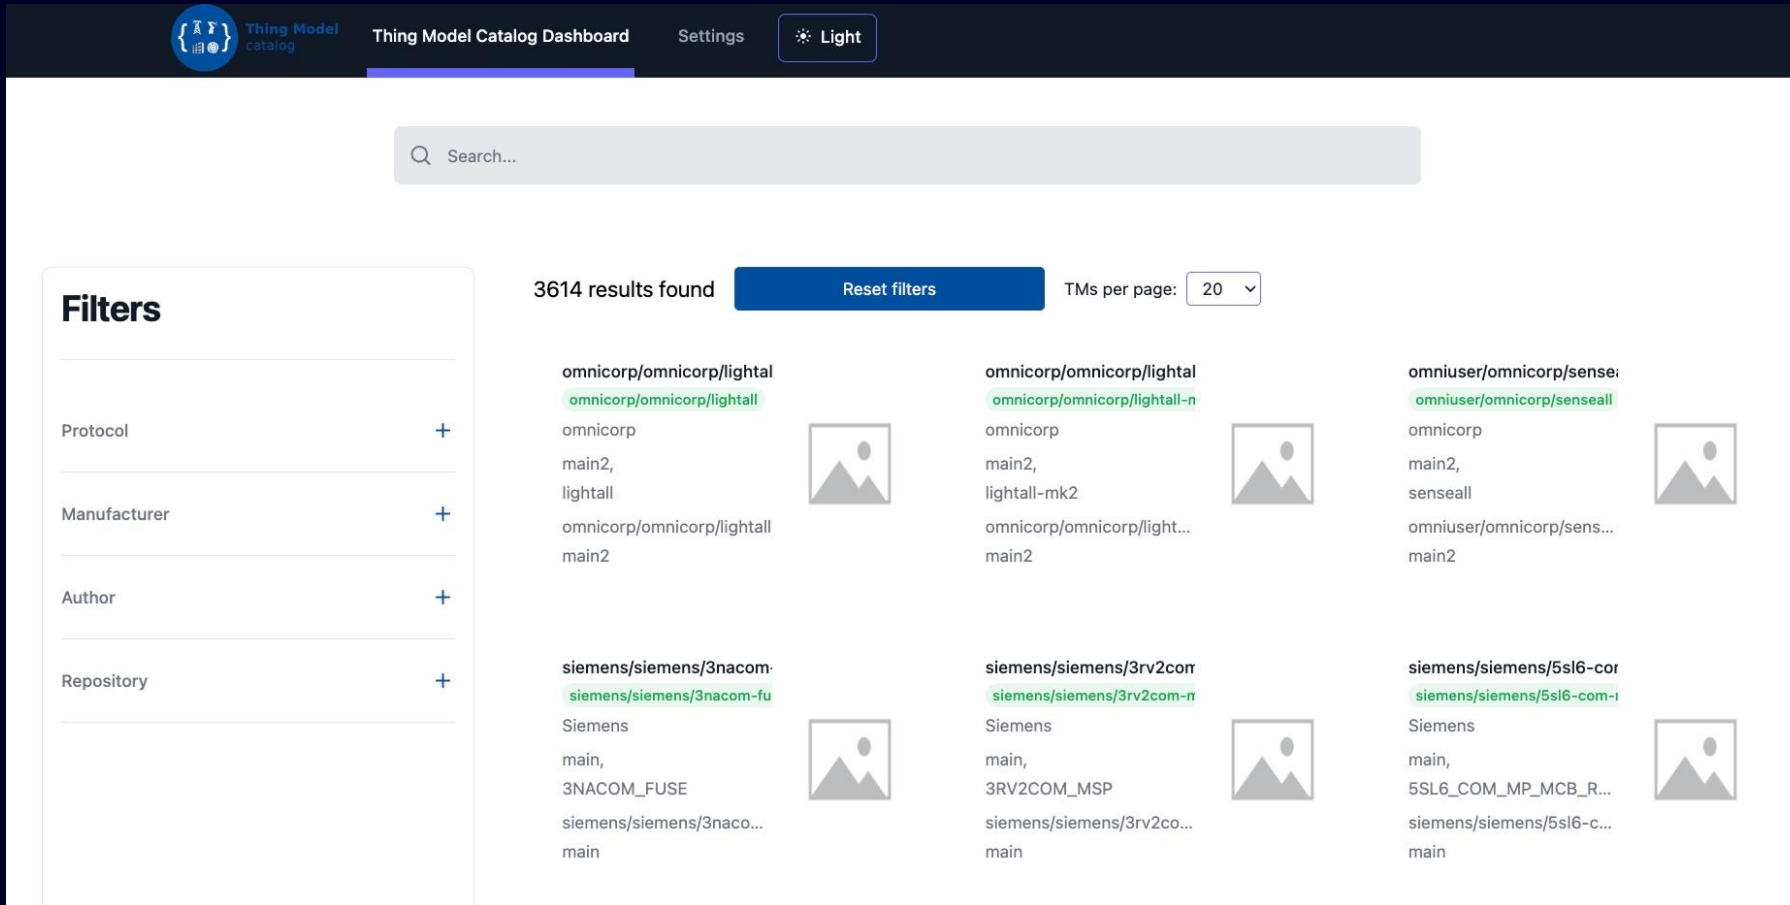 Thing Model
catalog
Thing Model Catalog Dashboard
Settings
Light
Search...
Filters
Protocol
Manufacturer
Author
Repository
3614 results found
Reset filters
TMs per page:
20
omnicorp/omnicorp/lightal
omnicorp/omnicorp/lightall
omnicorp
main2,
lightall
omnicorp/omnicorp/lightall
main2
omnicorp/omnicorp/lightal
omnicorp/omnicorp/lightall-n
omnicorp
main2,
lightall-mk2
omnicorp/omnicorp/light...
main2
omniuser/omnicorp/sensea
omniuser/omnicorp/senseall
omnicorp
main2,
senseall
omniuser/omnicorp/sens...
main2
siemens/siemens/3nacom-
siemens/siemens/3nacom-fu
Siemens
main,
3NACOM_FUSE
siemens/siemens/3naco...
main
siemens/siemens/3rv2com
siemens/siemens/3rv2com-m
Siemens
main,
3RV2COM_MSP
siemens/siemens/3rv2co...
main
siemens/siemens/5sl6-cor
siemens/siemens/5sl6-com-r
Siemens
main,
5SL6_COM_MP_MCB_R...
siemens/siemens/5sl6-c...
main